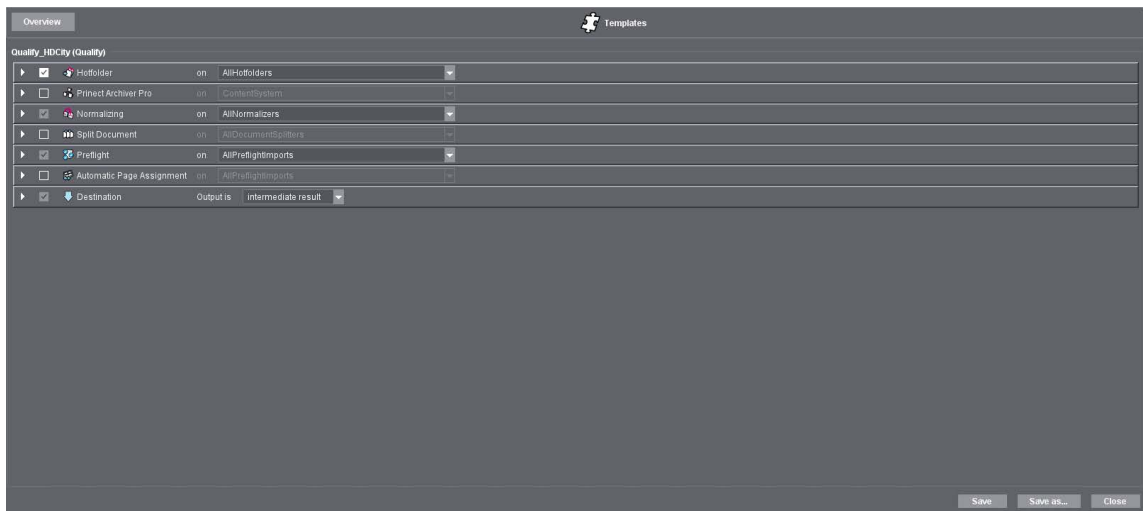 Overview
Templates
Qualify_HDCity (Qualify)
Hotfolder on AllHotfolders
Prinect Archiver Pro on ContentSystem
Normalizing on AllNormalizers
Split Document on AllDocumentSplitters
Preflight on AllPreflightImports
Automatic Page Assignment on AllPreflightImports
Destination Output is intermediate result
Save Save as... Close